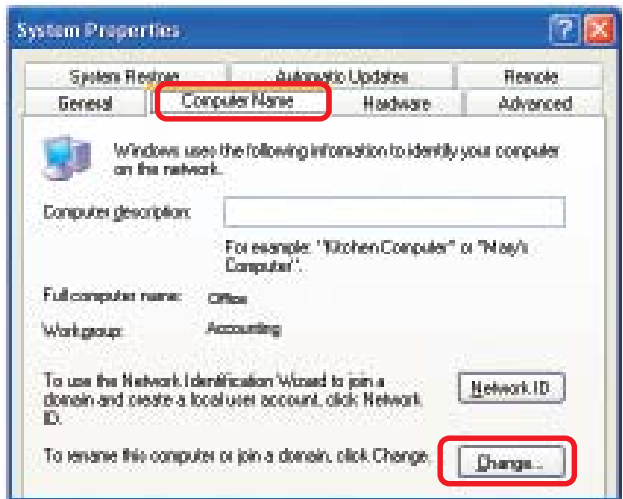 System Properties
System Restore Automatic Updates Remote
General Computer Name Hardware Advanced
Windows uses the following information to identify your computer
on the network.
Computer description:
For example: "Kitchen Computer" or "Mary's
Computer".
Full computer name: Office
Workgroup: Accounting
To use the Network Identification Wizard to join a
domain and create a local user account, click Network
ID.
Network ID
To rename this computer or join a domain, click Change.
Change...